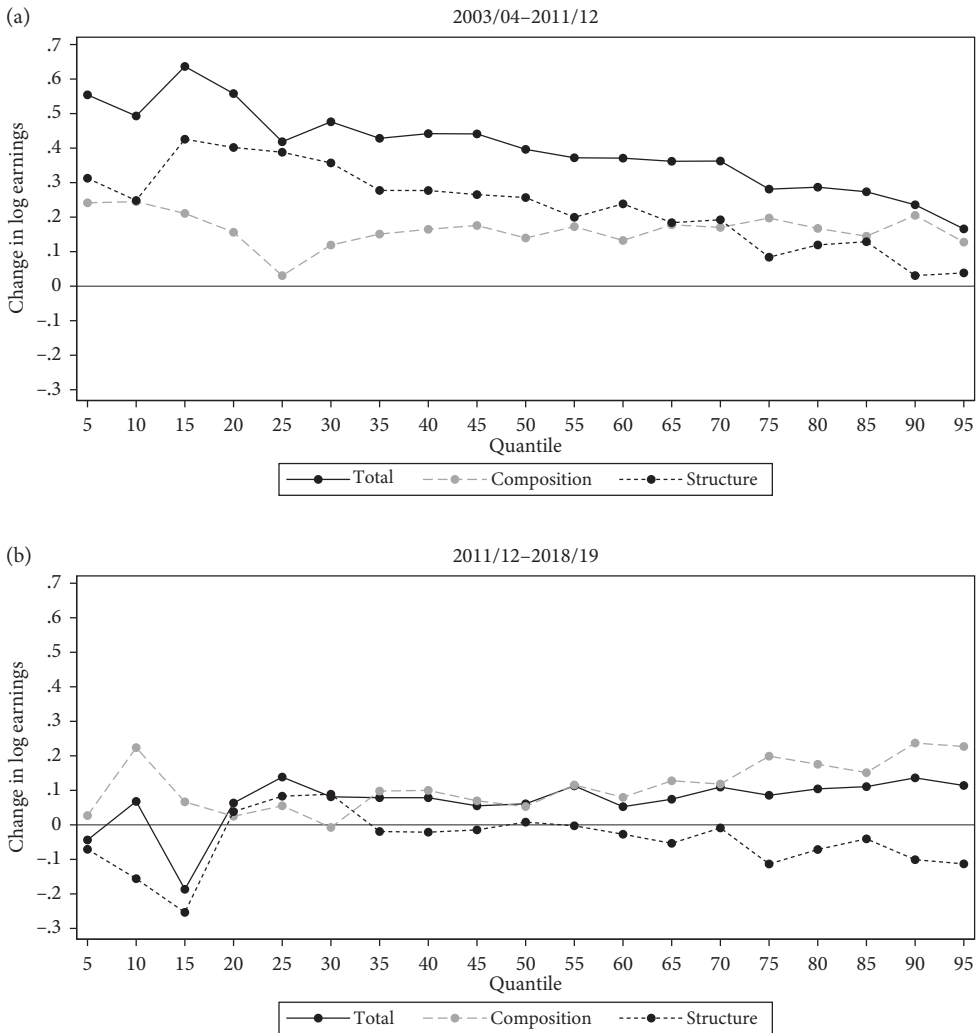 (a)
2003/04–2011/12
Change in log earnings
.7
.6
.5
.4
.3
.2
.1
0
–.1
–.2
–.3
5 10 15 20 25 30 35 40 45 50 55 60 65 70 75 80 85 90 95
Quantile
Total Composition Structure
(b)
2011/12–2018/19
Change in log earnings
.7
.6
.5
.4
.3
.2
.1
0
–.1
–.2
–.3
5 10 15 20 25 30 35 40 45 50 55 60 65 70 75 80 85 90 95
Quantile
Total Composition Structure